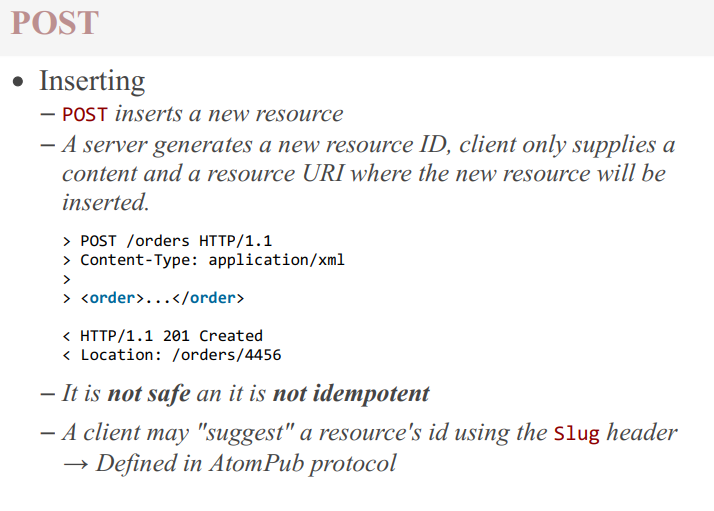 POST
• Inserting
– POST inserts a new resource
– A server generates a new resource ID, client only supplies a
content and a resource URI where the new resource will be
inserted.
> POST /orders HTTP/1.1
> Content-Type: application/xml
>
> <order>...</order>
< HTTP/1.1 201 Created
< Location: /orders/4456
– It is not safe an it is not idempotent
– A client may "suggest" a resource's id using the Slug header
→ Defined in AtomPub protocol